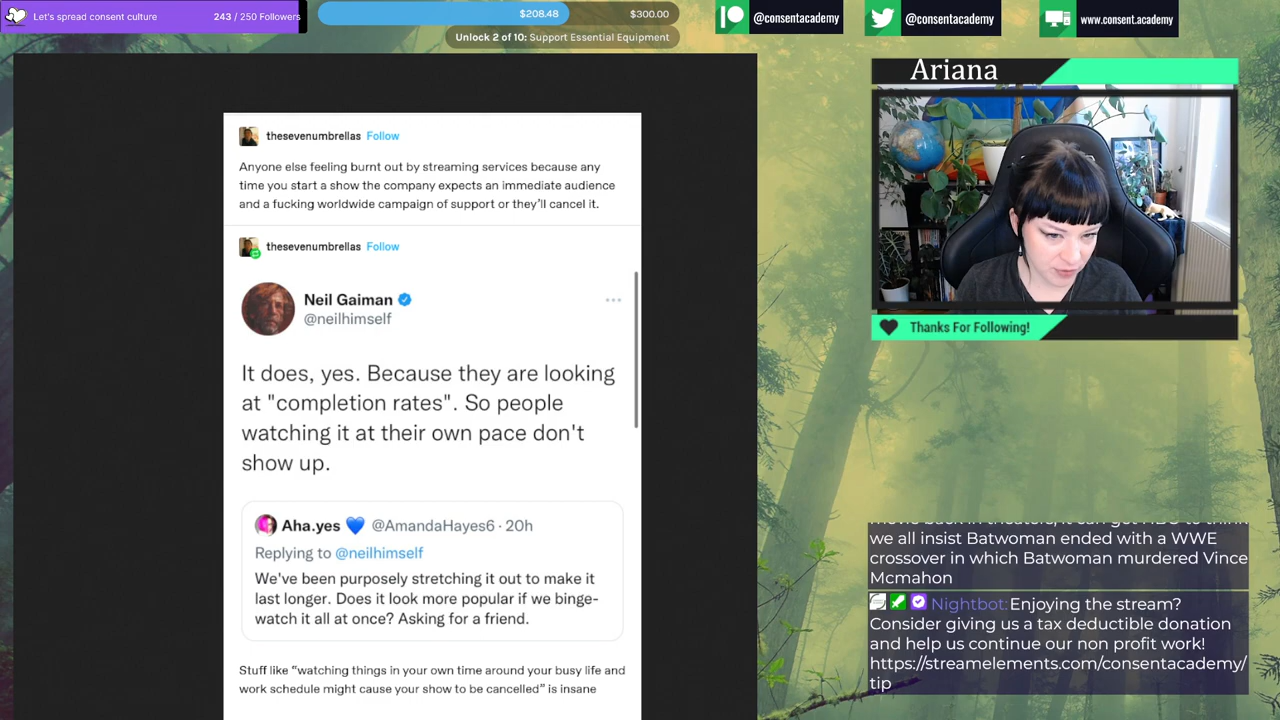 Let's spread consent culture
243 / 250 Followers
$208.48
$300.00
Unlock 2 of 10: Support Essential Equipment
@consentacademy
@consentacademy
www.consent.academy
Ariana
Thanks For Following!
thesevenumbrellas Follow
Anyone else feeling burnt out by streaming services because any
time you start a show the company expects an immediate audience
and a fucking worldwide campaign of support or they'll cancel it.
thesevenumbrellas Follow
Neil Gaiman
@neilhimself
It does, yes. Because they are looking
at "completion rates". So people
watching it at their own pace don't
show up.
Aha.yes 💙 @AmandaHayes6 · 20h
Replying to @neilhimself
We've been purposely stretching it out to make it
last longer. Does it look more popular if we binge-
watch it all at once? Asking for a friend.
Stuff like “watching things in your own time around your busy life and
work schedule might cause your show to be cancelled” is insane
we all insist Batwoman ended with a WWE
crossover in which Batwoman murdered Vince
Mcmahon
Nightbot: Enjoying the stream?
Consider giving us a tax deductible donation
and help us continue our non profit work!
https://streamelements.com/consentacademy/
tip